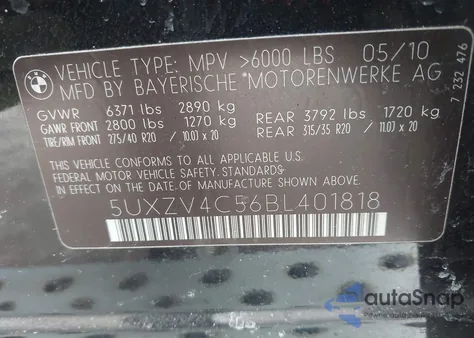 VEHICLE TYPE: MPV >6000 LBS 05/10
MFD BY BAYERISCHE MOTORENWERKE AG
GVWR 6371 lbs 2890 kg
GAWR FRONT 2800 lbs 1270 kg REAR 3792 lbs 1720 kg
TIRE/RIM FRONT 275/40 R20 / 10.0J x 20 REAR 315/35 R20 / 11.0J x 20
THIS VEHICLE CONFORMS TO ALL APPLICABLE U.S.
FEDERAL MOTOR VEHICLE SAFETY STANDARDS
IN EFFECT ON THE DATE OF MANUFACTURE SHOWN ABOVE
5UXZV4C56BL401818
7 232 476
BMW
autaSnap